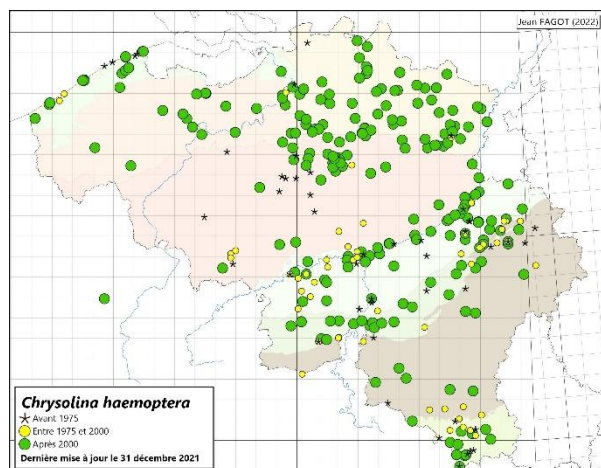 Jean FAGOT (2022)
Chrysolina haemoptera
Avant 1975
Entre 1975 et 2000
Après 2000
Dernière mise à jour le 31 décembre 2021